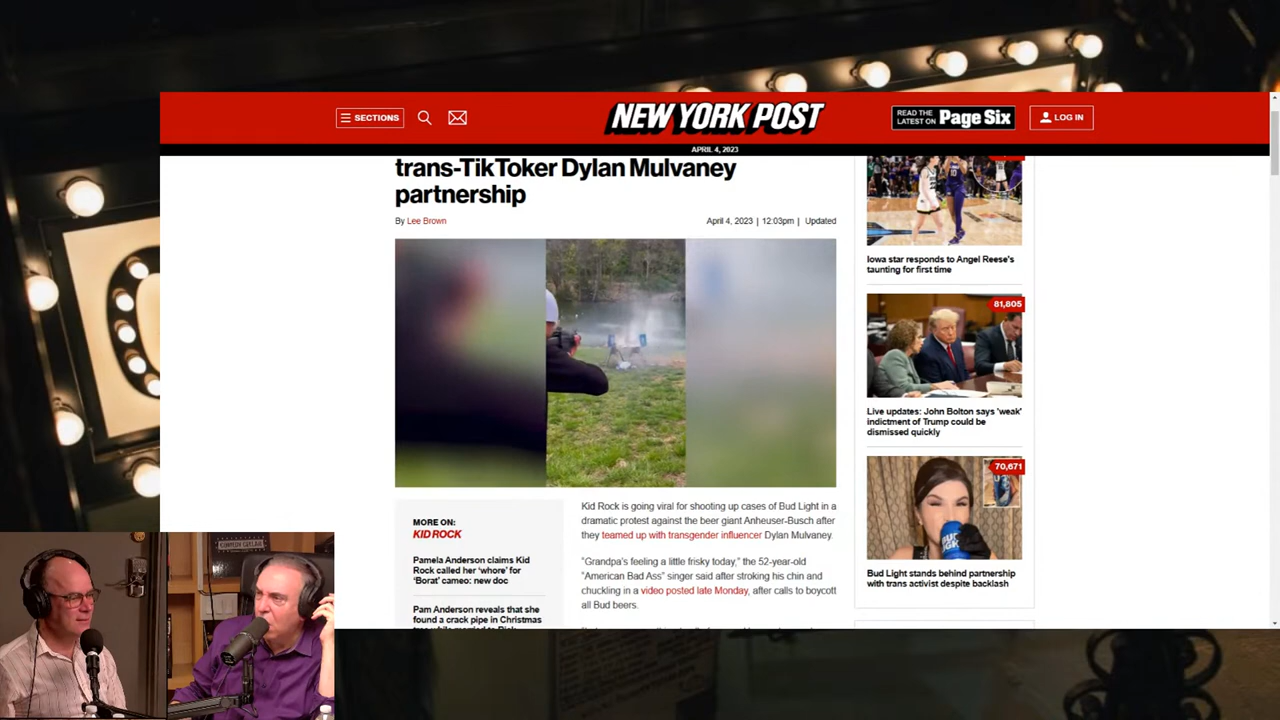 SECTIONS
NEW YORK POST
READ THE
LATEST ON
Page Six
LOG IN
APRIL 4, 2023
trans-TikToker Dylan Mulvaney
partnership
By Lee Brown
April 4, 2023 | 12:03pm | Updated
MORE ON:
KID ROCK
Pamela Anderson claims Kid
Rock called her ‘whore’ for
‘Borat’ cameo: new doc
Pam Anderson reveals that she
found a crack pipe in Christmas
Kid Rock is going viral for shooting up cases of Bud Light in a
dramatic protest against the beer giant Anheuser-Busch after
they teamed up with transgender influencer Dylan Mulvaney.
“Grandpa’s feeling a little frisky today,” the 52-year-old
“American Bad Ass” singer said after stroking his chin and
chuckling in a video posted late Monday, after calls to boycott
all Bud beers.
Iowa star responds to Angel Reese's
taunting for first time
81,805
Live updates: John Bolton says 'weak'
indictment of Trump could be
dismissed quickly
70,671
Bud Light stands behind partnership
with trans activist despite backlash